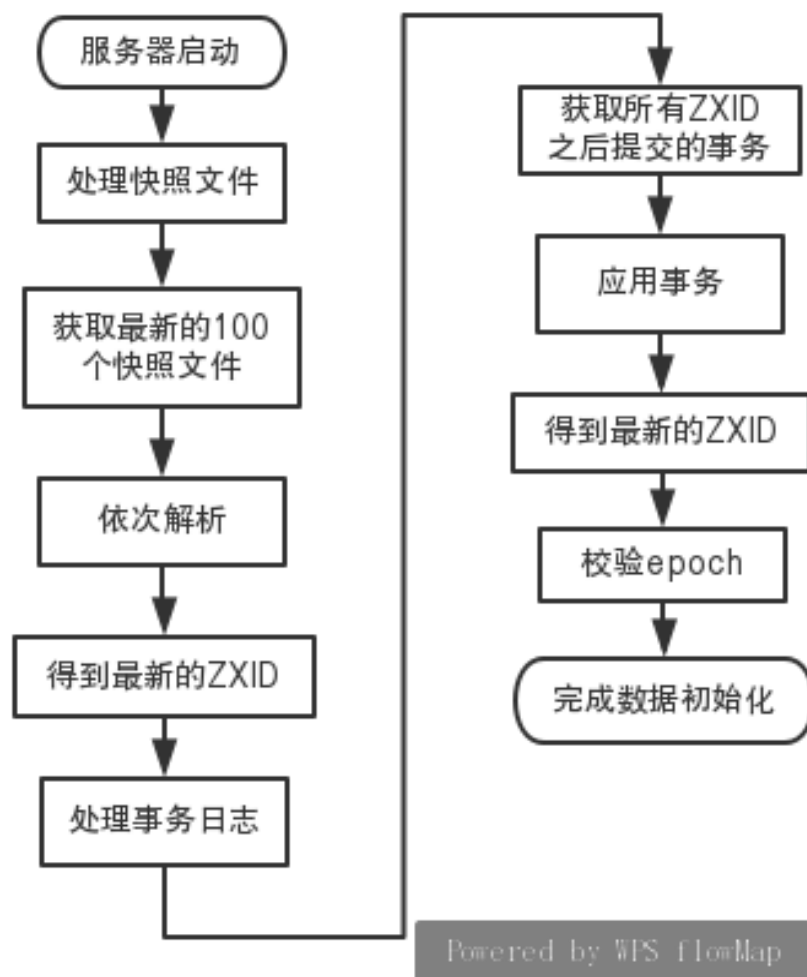 服务器启动
处理快照文件
获取最新的100
个快照文件
依次解析
得到最新的ZXID
处理事务日志
获取所有ZXID
之后提交的事务
应用事务
得到最新的ZXID
校验epoch
完成数据初始化
Powered by WPS flowMap